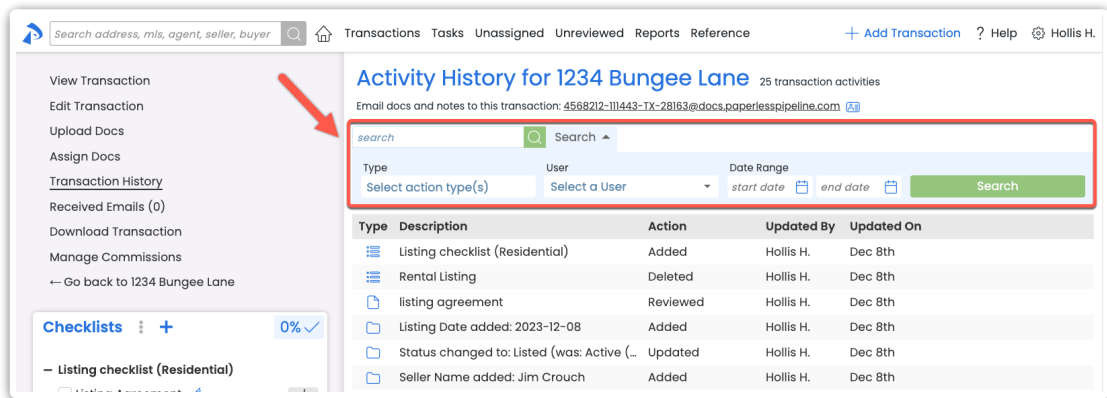 Search address, mls, agent, seller, buyer
Transactions Tasks Unassigned Unreviewed Reports Reference
+ Add Transaction ? Help Hollis H.
View Transaction
Edit Transaction
Upload Docs
Assign Docs
Transaction History
Received Emails (0)
Download Transaction
Manage Commissions
← Go back to 1234 Bungee Lane
Checklists + 0%
– Listing checklist (Residential)
Activity History for 1234 Bungee Lane 25 transaction activities
Email docs and notes to this transaction: 4568212-111443-TX-28163@docs.paperlesspipeline.com
search Search
Type User Date Range
Select action type(s) Select a User start date end date Search
Type Description Action Updated By Updated On
Listing checklist (Residential) Added Hollis H. Dec 8th
Rental Listing Deleted Hollis H. Dec 8th
listing agreement Reviewed Hollis H. Dec 8th
Listing Date added: 2023-12-08 Added Hollis H. Dec 8th
Status changed to: Listed (was: Active (... Updated Hollis H. Dec 8th
Seller Name added: Jim Crouch Added Hollis H. Dec 8th